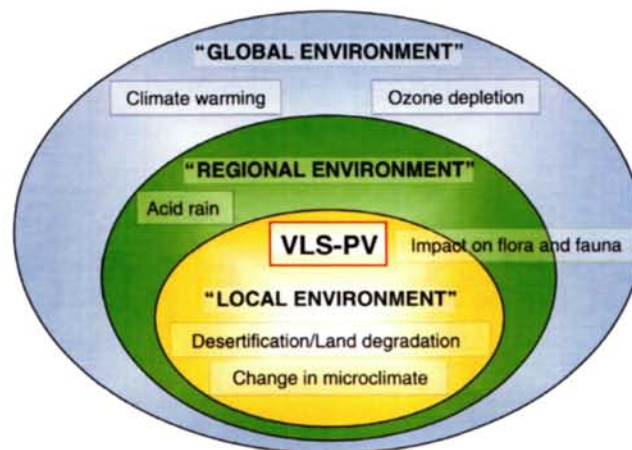 “GLOBAL ENVIRONMENT”
Climate warming
Ozone depletion
“REGIONAL ENVIRONMENT”
Acid rain
VLS-PV
Impact on flora and fauna
“LOCAL ENVIRONMENT”
Desertification/Land degradation
Change in microclimate